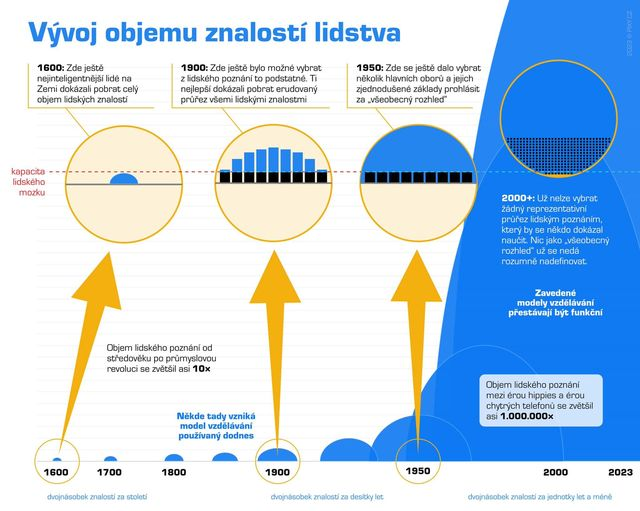 Vývoj objemu znalostí lidstva
1600: Zde ještě
nejinteligentnější lidé na
Zemi dokázali pobrat celý
objem lidských znalostí
1900: Zde ještě bylo možné vybrat
z lidského poznání to podstatné. Ti
nejlepší dokázali pobrat erudovaný
průřez všemi lidskými znalostmi
1950: Zde se ještě dalo vybrat
několik hlavních oborů a jejich
zjednodušené základy prohlásit
za „všeobecný rozhled"
kapacita
lidského
mozku
2000+: Už nelze vybrat
žádný reprezentativní
průřez lidským poznáním,
který by se někdo dokázal
naučit. Nic jako „všeobecný
rozhled" už se nedá
rozumně nadefinovat.
Zavedené
modely vzdělávání
přestávají být funkční
Objem lidského poznání od
středověku po průmyslovou
revoluci se zvětšil asi 10x
Objem lidského poznání
mezi érou hippies a érou
chytrých telefonů se zvětšil
asi 1.000.000x
Někde tady vzniká
model vzdělávání
používaný dodnes
1600
1700
1800
1900
1950
2000
2023
dvojnásobek znalostí za století
dvojnásobek znalostí za desítky let
dvojnásobek znalostí za jednotky let a méně